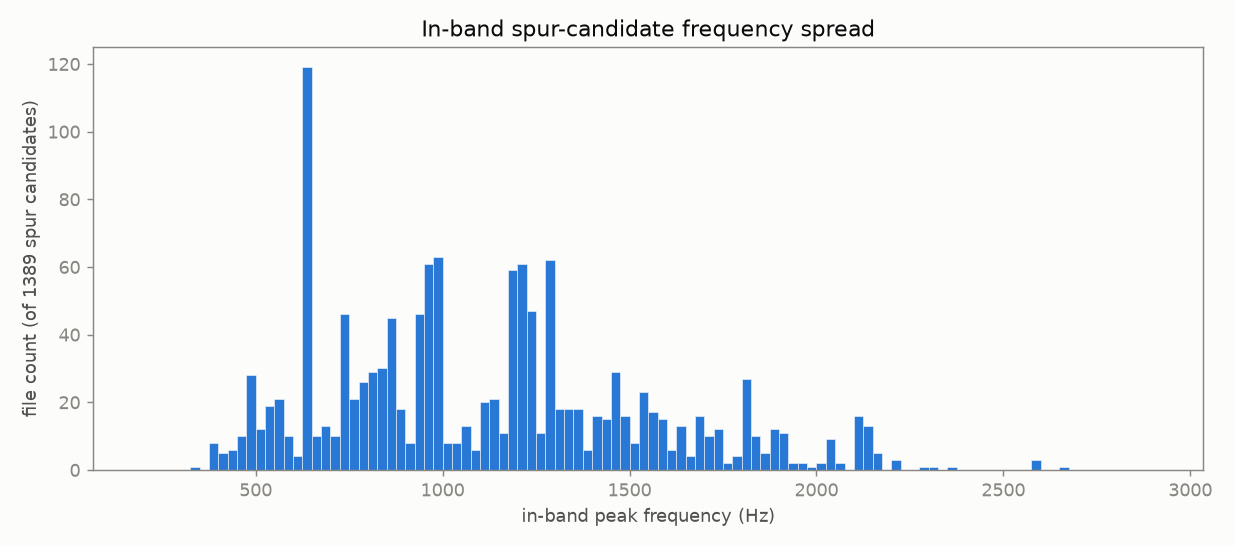 In-band spur-candidate frequency spread
file count (of 1389 spur candidates)
120
100
80
60
40
20
0
500 1000 1500 2000 2500 3000
in-band peak frequency (Hz)